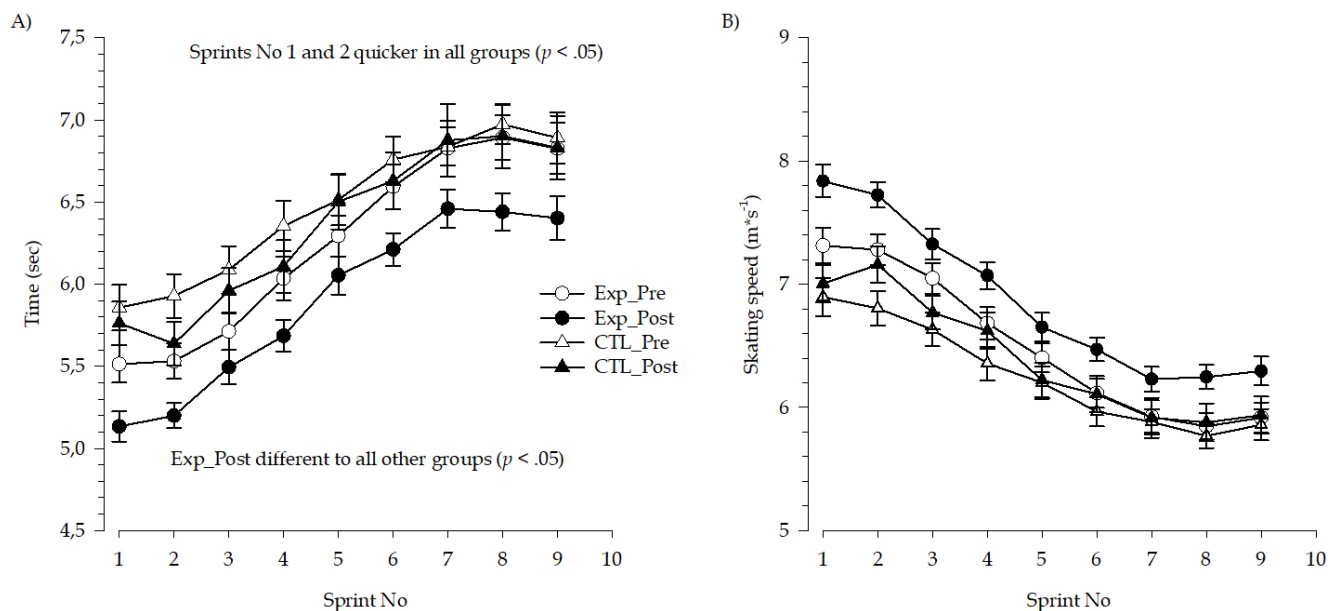 A)
7,5
Sprints No 1 and 2 quicker in all groups (p < .05)
7,0
6,5
6,0
5,5
5,0
4,5
Time (sec)
Exp_Pre
Exp_Post
CTL_Pre
CTL_Post
Exp_Post different to all other groups (p < .05)
1 2 3 4 5 6 7 8 9 10
Sprint No
B)
9
8
7
6
5
Skating speed (m*s-1)
1 2 3 4 5 6 7 8 9 10
Sprint No